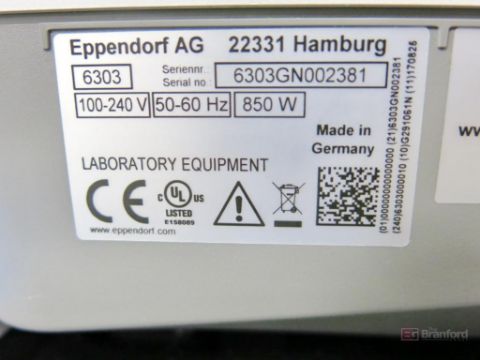 Eppendorf AG 22331 Hamburg
6303 Seriennr. Serial no. 6303GN002381
100-240 V 50-60 Hz 850 W
Made in
Germany
LABORATORY EQUIPMENT
CE
C UL US
LISTED
E158089
www.eppendorf.com
(01)00000000000000 (21)6303GN002381
(240)6303000010 (10)G291061N (11)170825
ww
Branford